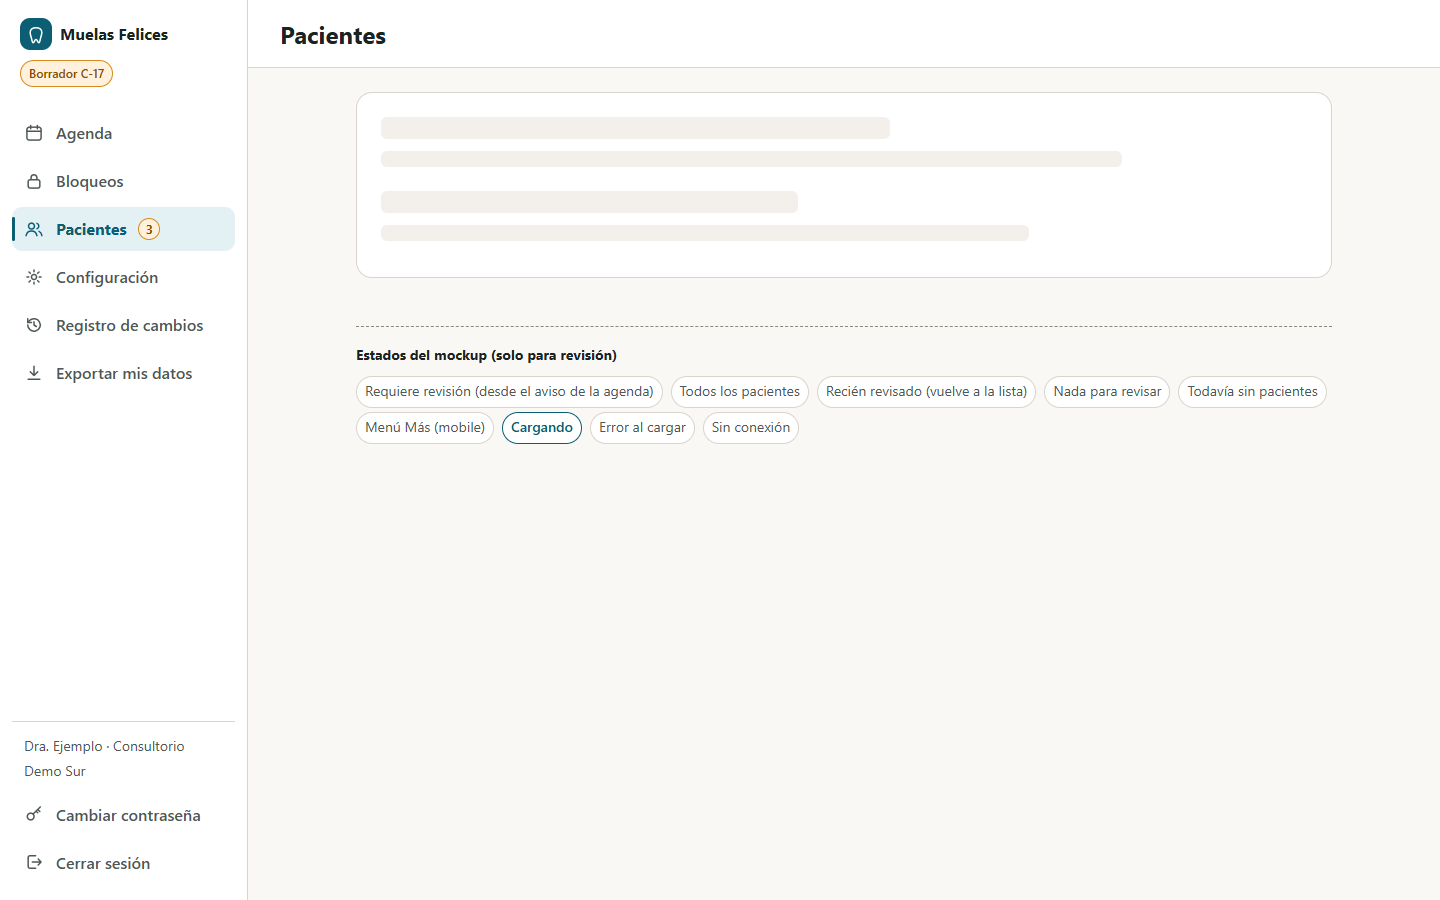 Muelas Felices
Borrador C-17
Agenda
Bloqueos
Pacientes 3
Configuración
Registro de cambios
Exportar mis datos
Dra. Ejemplo · Consultorio
Demo Sur
Cambiar contraseña
Cerrar sesión
Pacientes
Estados del mockup (solo para revisión)
Requiere revisión (desde el aviso de la agenda) Todos los pacientes Recién revisado (vuelve a la lista) Nada para revisar Todavía sin pacientes
Menú Más (mobile) Cargando Error al cargar Sin conexión